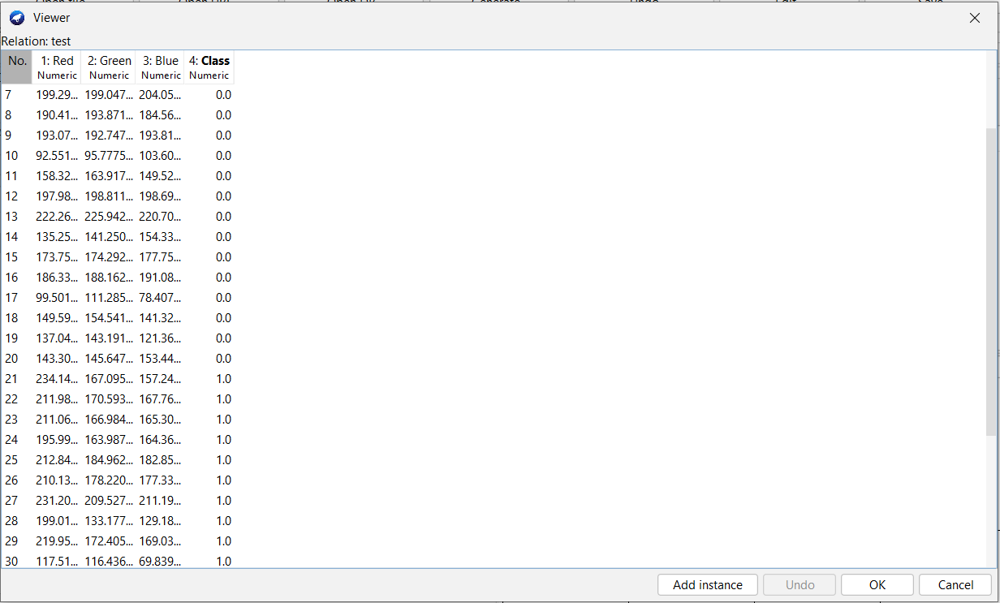 Viewer
Relation: test
No. 1: Red 2: Green 3: Blue 4: Class
Numeric Numeric Numeric Numeric
7 199.29... 199.047... 204.05... 0.0
8 190.41... 193.871... 184.56... 0.0
9 193.07... 192.747... 193.81... 0.0
10 92.551... 95.7775... 103.60... 0.0
11 158.32... 163.917... 149.52... 0.0
12 197.98... 198.811... 198.69... 0.0
13 222.26... 225.942... 220.70... 0.0
14 135.25... 141.250... 154.33... 0.0
15 173.75... 174.292... 177.75... 0.0
16 186.33... 188.162... 191.08... 0.0
17 99.501... 111.285... 78.407... 0.0
18 149.59... 154.541... 141.32... 0.0
19 137.04... 143.191... 121.36... 0.0
20 143.30... 145.647... 153.44... 0.0
21 234.14... 167.095... 157.24... 1.0
22 211.98... 170.593... 167.76... 1.0
23 211.06... 166.984... 165.30... 1.0
24 195.99... 163.987... 164.36... 1.0
25 212.84... 184.962... 182.85... 1.0
26 210.13... 178.220... 177.33... 1.0
27 231.20... 209.527... 211.19... 1.0
28 199.01... 133.177... 129.18... 1.0
29 219.95... 172.405... 169.03... 1.0
30 117.51... 116.436... 69.839... 1.0
Add instance Undo OK Cancel